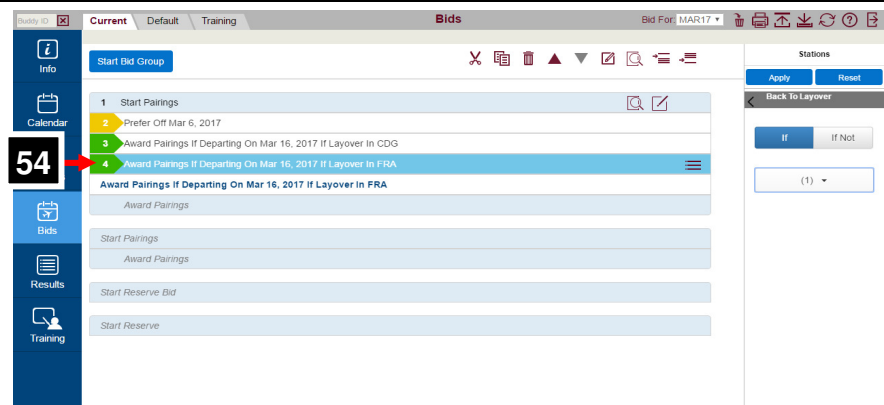 Buddy ID
Current
Default
Training
Bids
Bid For: MAR17
Info
Calendar
Bids
Results
Training
54
Start Bid Group
1 Start Pairings
2 Prefer Off Mar 6, 2017
3 Award Pairings If Departing On Mar 16, 2017 If Layover In CDG
4 Award Pairings If Departing On Mar 16, 2017 If Layover In FRA
Award Pairings If Departing On Mar 16, 2017 If Layover In FRA
Award Pairings
Start Pairings
Award Pairings
Start Reserve Bid
Start Reserve
Stations
Apply
Reset
Back To Layover
If
If Not
(1)